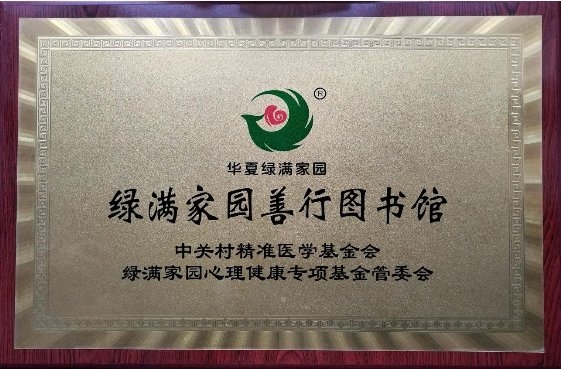 ®
华夏绿满家园
绿满家园善行图书馆
中关村精准医学基金会
绿满家园心理健康专项基金管委会